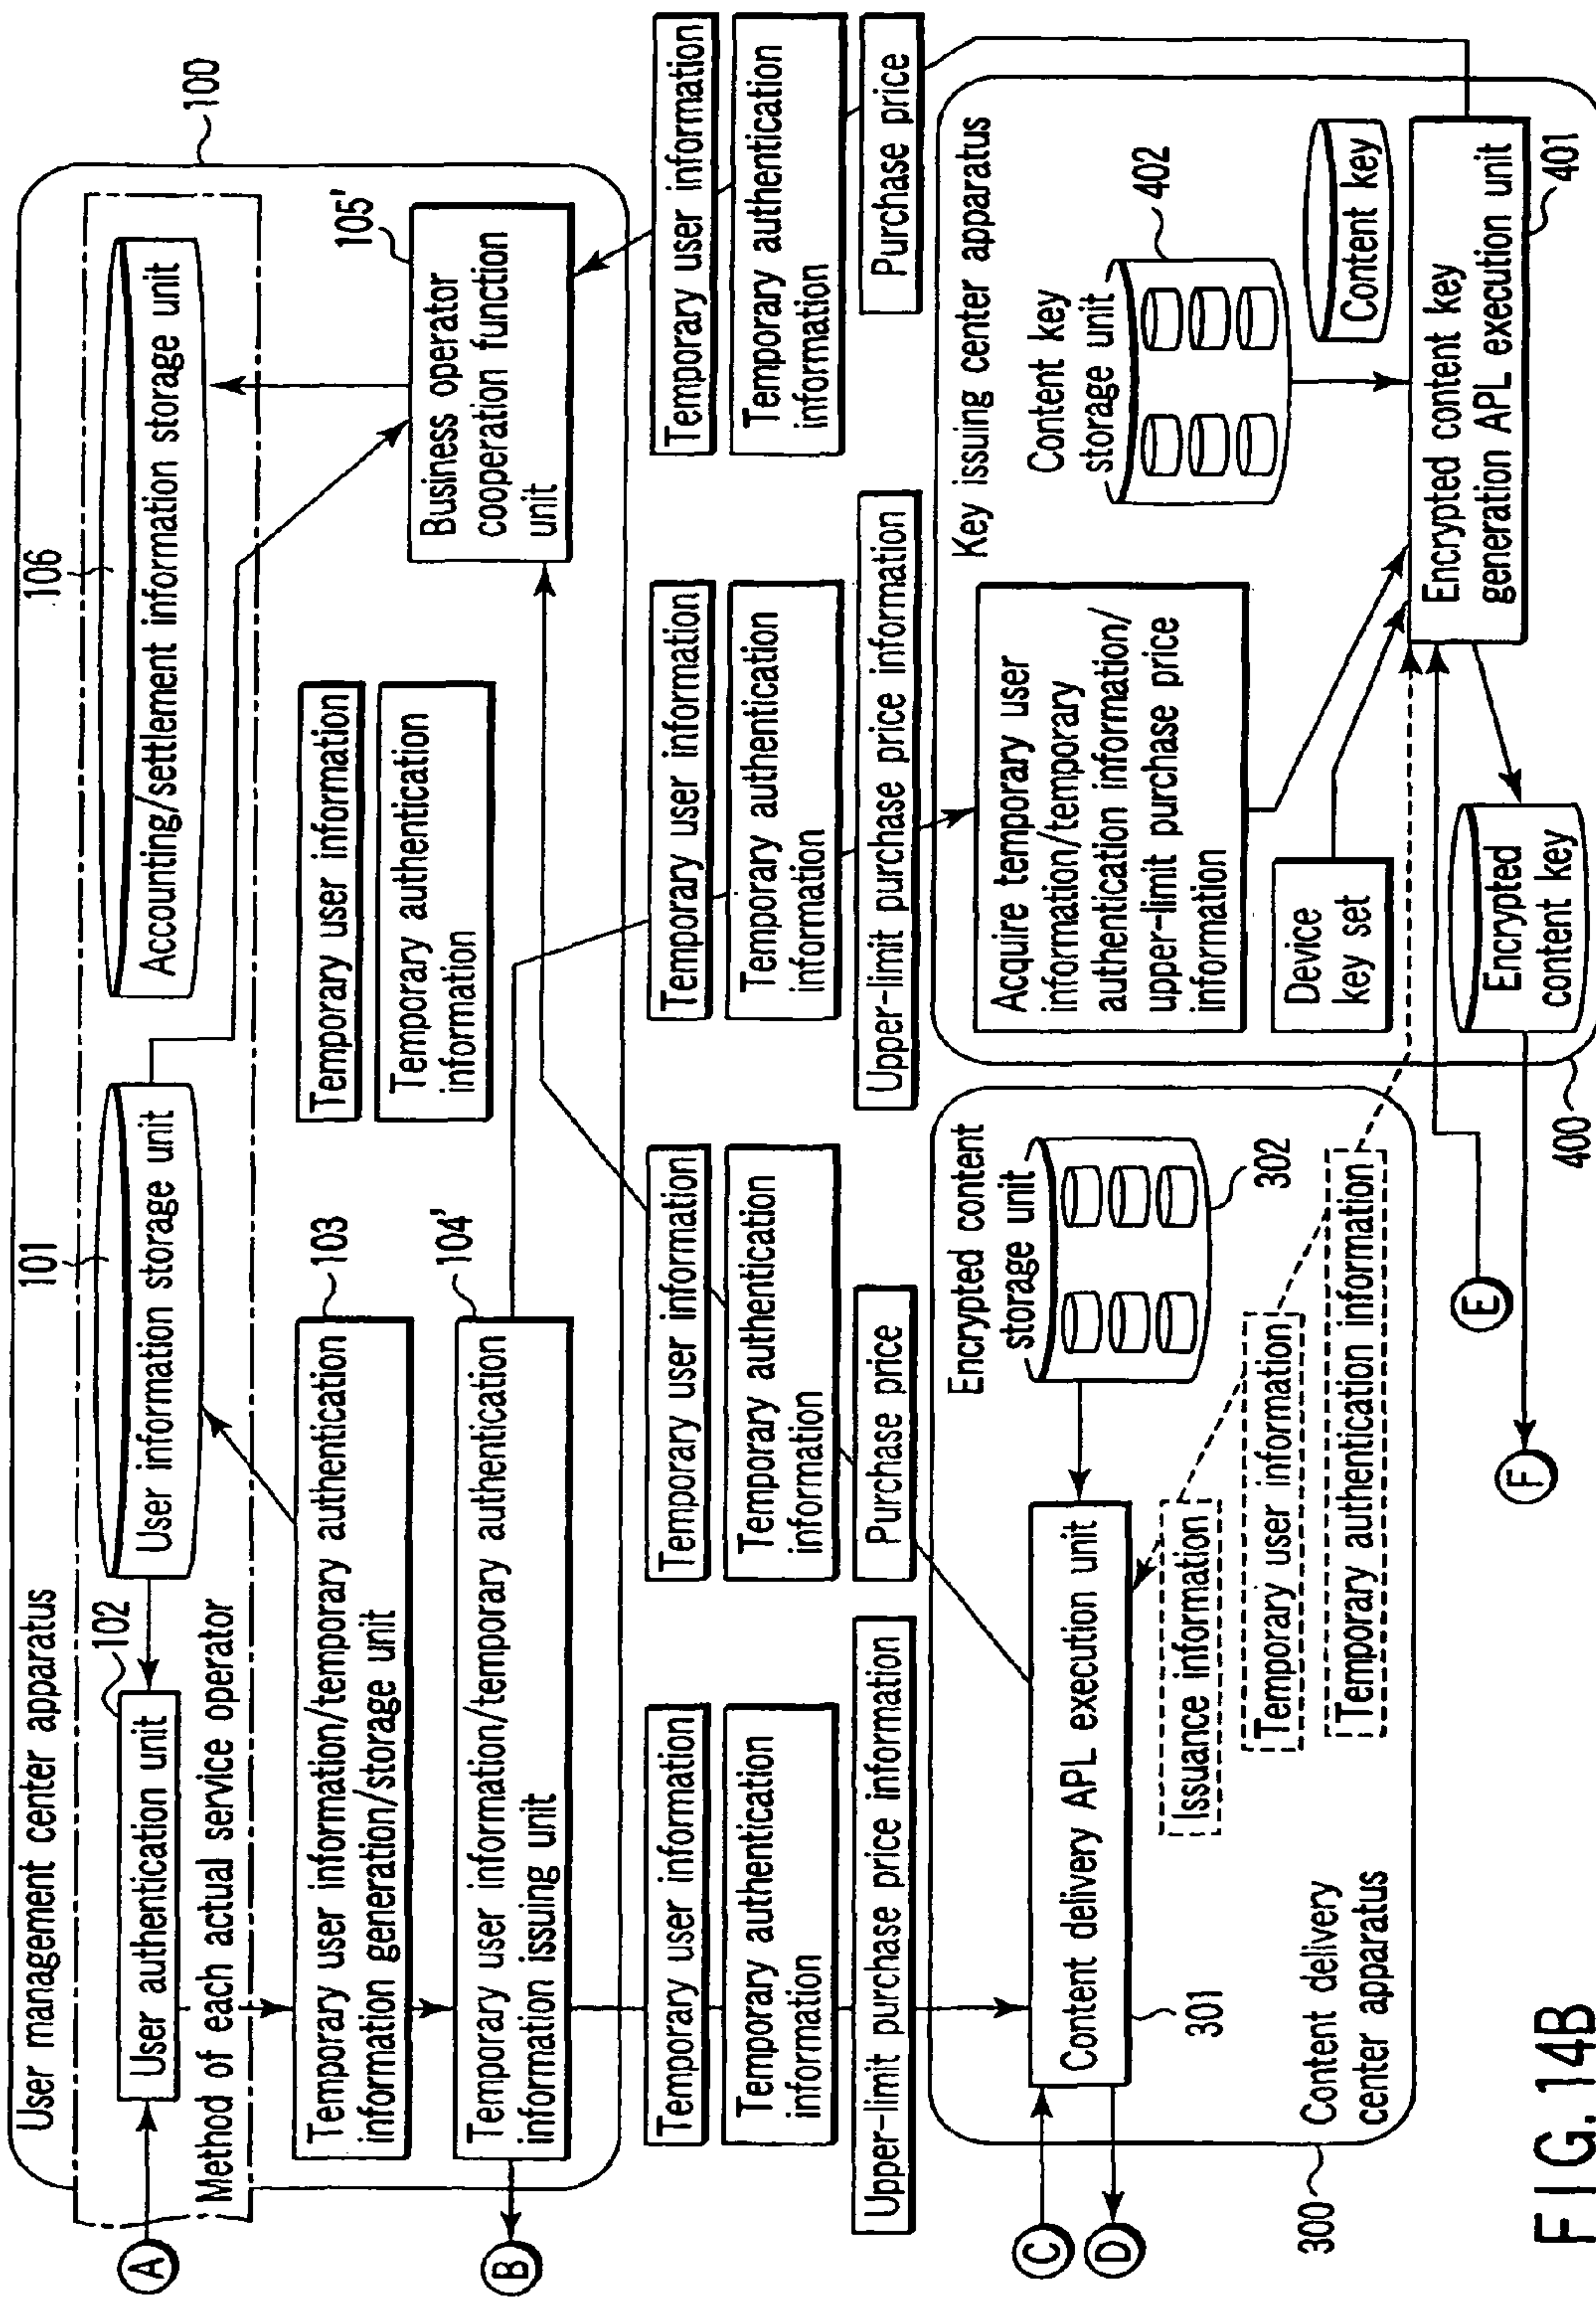 User management center apparatus
100
101
106
102
User authentication unit
User information storage unit
Accounting/settlement information storage unit
Method of each actual service operator
103
Temporary user information/temporary authentication
information generation/storage unit
Temporary user information
Temporary authentication
information
105'
Business operator
cooperation function
unit
104'
Temporary user information/temporary authentication
information issuing unit
A
B
Temporary user information
Temporary authentication
information
Upper-limit purchase price information
Temporary user information
Temporary authentication
information
Purchase price
Temporary user information
Temporary authentication
information
Upper-limit purchase price information
Temporary user information
Temporary authentication
information
Purchase price
C
D
Content delivery APL execution unit
301
Encrypted content
storage unit
302
Issuance information
Temporary user information
Temporary authentication information
Content delivery
center apparatus
300
Key issuing center apparatus
Acquire temporary user
information/temporary
authentication information/
upper-limit purchase price
information
Content key
storage unit
402
Content key
Device
key set
Encrypted content key
generation APL execution unit
401
Encrypted
content key
400
E
F
FIG. 14B